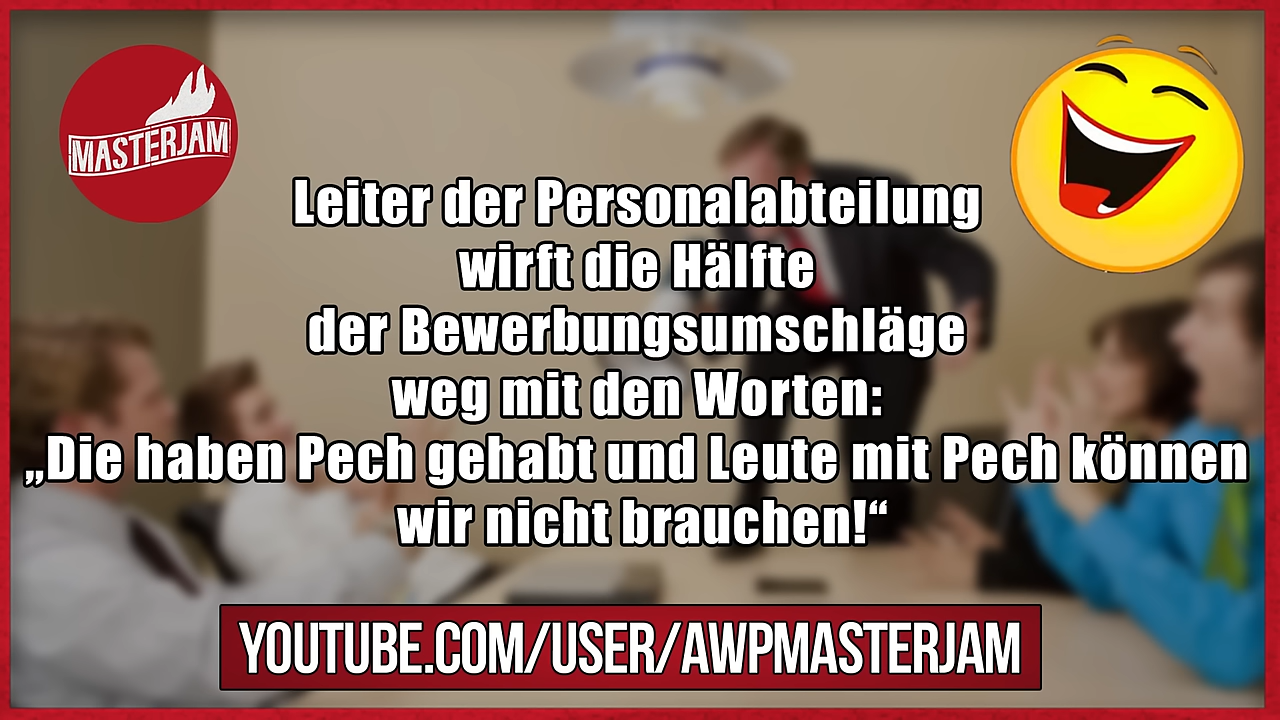 MASTERJAM
Leiter der Personalabteilung
wirft die Hälfte
der Bewerbungsumschläge
weg mit den Worten:
„Die haben Pech gehabt und Leute mit Pech können
wir nicht brauchen!“
YOUTUBE.COM/USER/AWPMASTERJAM